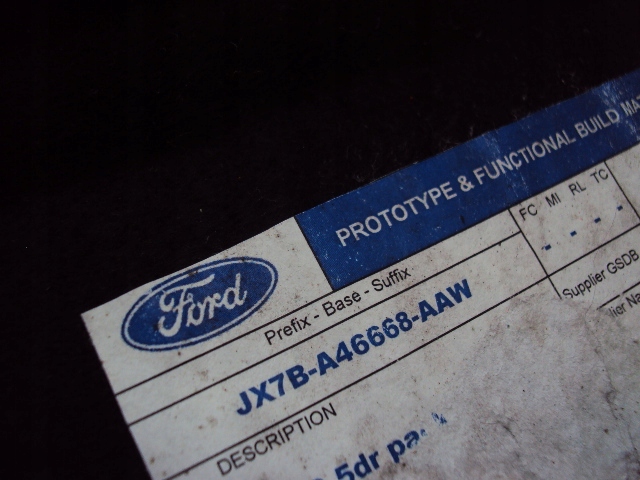 Ford
PROTOTYPE & FUNCTIONAL BUILD
Prefix - Base - Suffix
FC MI RL TC
JX7B-A46668-AAW
- - - -
Supplier GSDB
DESCRIPTION
5dr